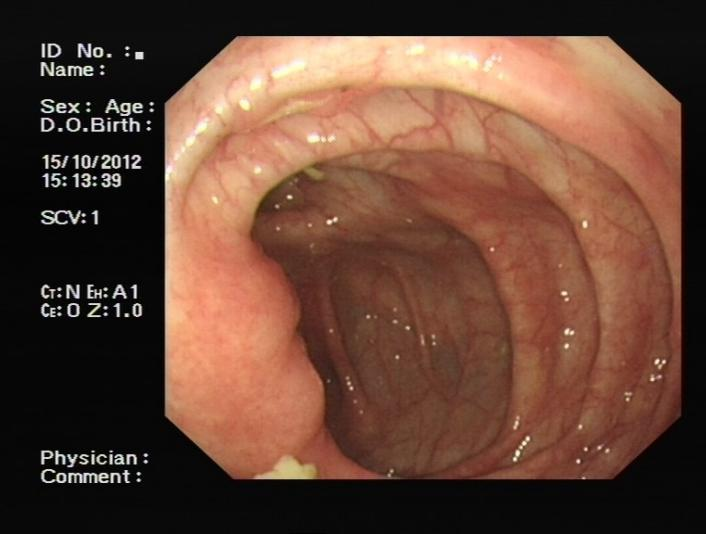 ID No. :
Name:
Sex: Age:
D.O.Birth:
15/10/2012
15:13:39
SCV:1
CT:N EH:A1
CE:0 Z:1.0
Physician:
Comment: